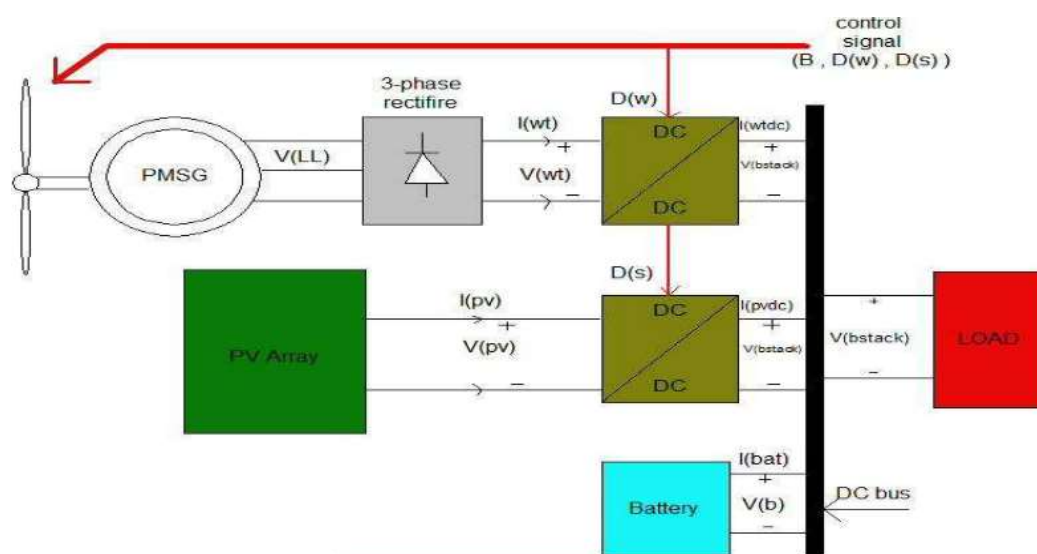 control
signal
(B , D(w) , D(s) )
3-phase
rectifire
D(w)
I(wt)
DC
I(wtdc)
+
+
V(LL)
PMSG
V(wt)
V(bstack)
−
−
DC
D(s)
I(pv)
DC
I(pvdc)
+
+
+
PV Array
V(pv)
V(bstack)
V(bstack)
LOAD
−
−
−
DC
I(bat)
+
Battery
V(b)
DC bus
−